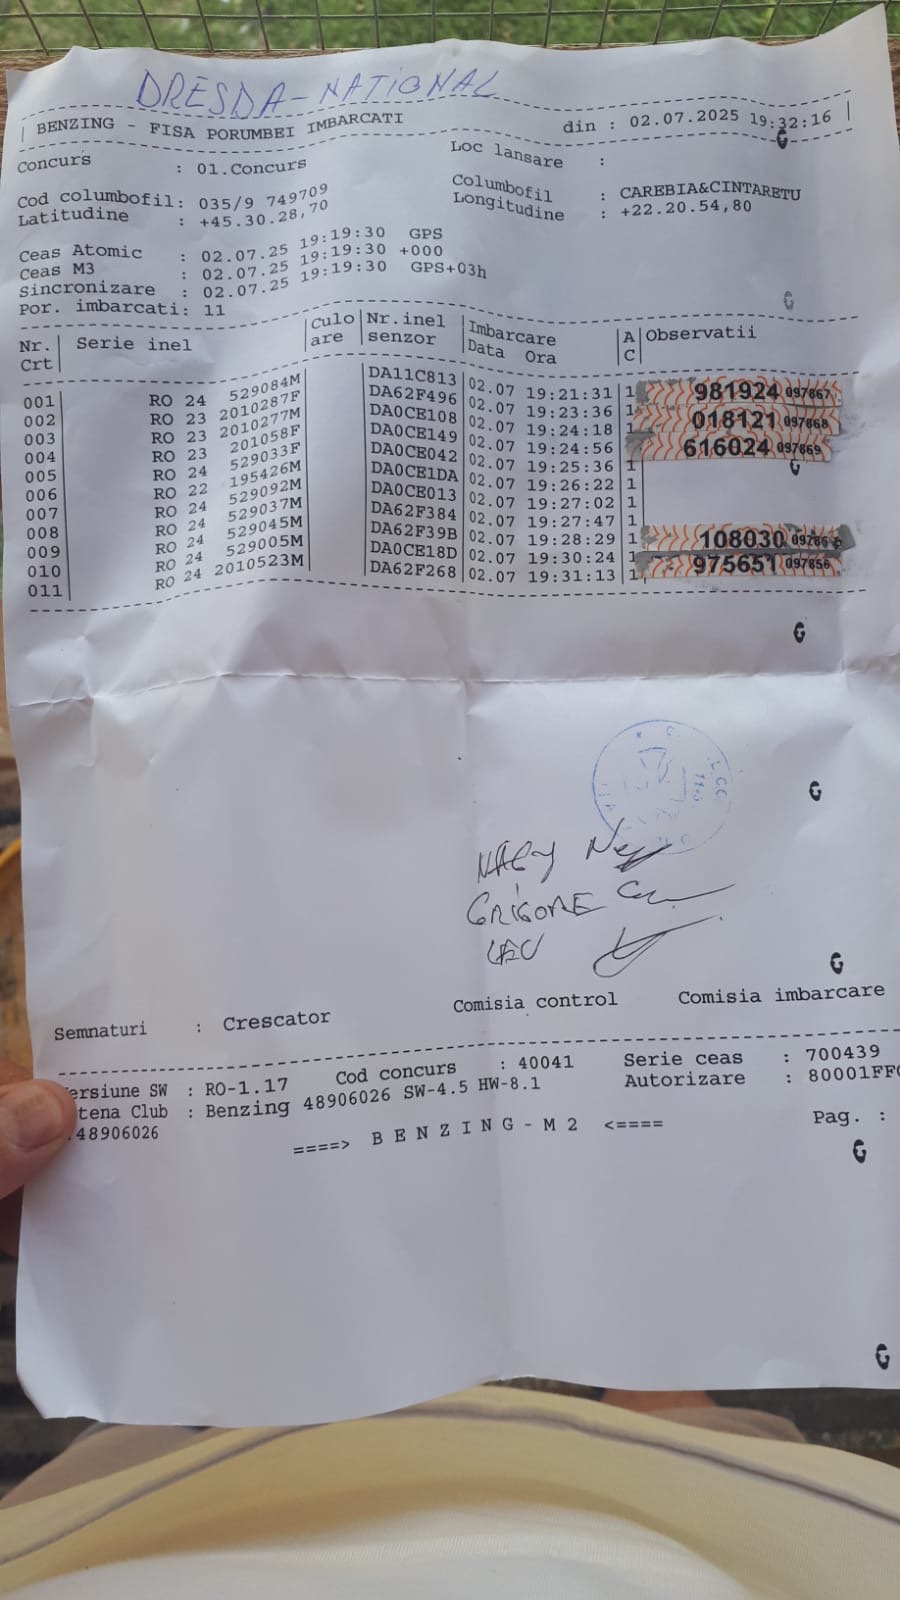 DRESDA-NATIONAL
BENZING - FISA PORUMBEI IMBARCATI din : 02.07.2025 19:32:16
Concurs : 01.Concurs Loc lansare :
Cod columbofil: 035/9 749709 Columbofil : CAREBIA&CINTARETU
Latitudine : +45.30.28,70 Longitudine : +22.20.54,80
Ceas Atomic : 02.07.25 19:19:30 GPS
Ceas M3 : 02.07.25 19:19:30 +000
Sincronizare : 02.07.25 19:19:30 GPS+03h
Por. imbarcati: 11
Nr. Crt | Serie inel | Culoare | Nr.inel senzor | Imbarcare Data Ora | A C | Observatii
001 | RO 24 529084M | DA11C813 | 02.07 19:21:31 | 1 981924 097867
002 | RO 23 2010287F | DA62F496 | 02.07 19:23:36 | 1 018121 097868
003 | RO 23 2010277M | DA0CE108 | 02.07 19:24:18 | 1 616024 097869
004 | RO 23 201058F | DA0CE149 | 02.07 19:24:56 | 1
005 | RO 24 529033F | DA0CE042 | 02.07 19:25:36 | 1
006 | RO 22 195426M | DA0CE1DA | 02.07 19:26:22 | 1
007 | RO 24 529092M | DA0CE013 | 02.07 19:27:02 | 1
008 | RO 24 529037M | DA62F384 | 02.07 19:27:47 | 1
009 | RO 24 529045M | DA62F39B | 02.07 19:28:29 | 1 108030
010 | RO 24 529005M | DA0CE18D | 02.07 19:30:24 | 1 975651 097856
011 | RO 24 2010523M | DA62F268 | 02.07 19:31:13 | 1
NAGY
GRIGORE
Semnaturi : Crescator Comisia control Comisia imbarcare
ersiune SW : RO-1.17 Cod concurs : 40041 Serie ceas : 700439
tena Club : Benzing 48906026 SW-4.5 HW-8.1 Autorizare : 80001FF
48906026 ====> B E N Z I N G - M 2 <==== Pag. :